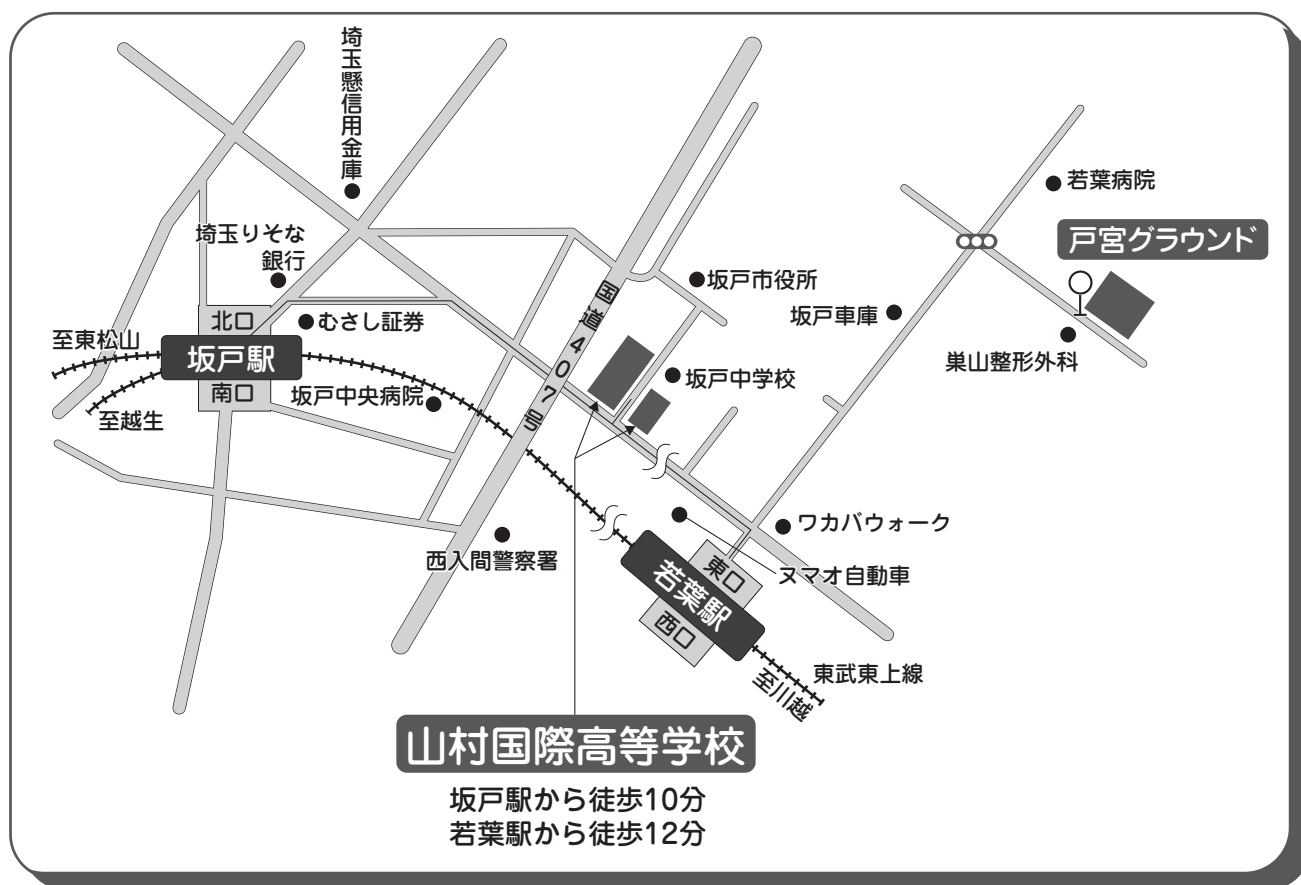 埼玉縣信用金庫
若葉病院
戸宮グラウンド
埼玉りそな
銀行
坂戸市役所
国道407号
坂戸車庫
北口
むさし証券
至東松山
坂戸駅
巣山整形外科
坂戸中学校
南口
坂戸中央病院
至越生
ワカバウォーク
西入間警察署
東口
ヌマオ自動車
若葉駅
西口
東武東上線
至川越
山村国際高等学校
坂戸駅から徒歩10分
若葉駅から徒歩12分